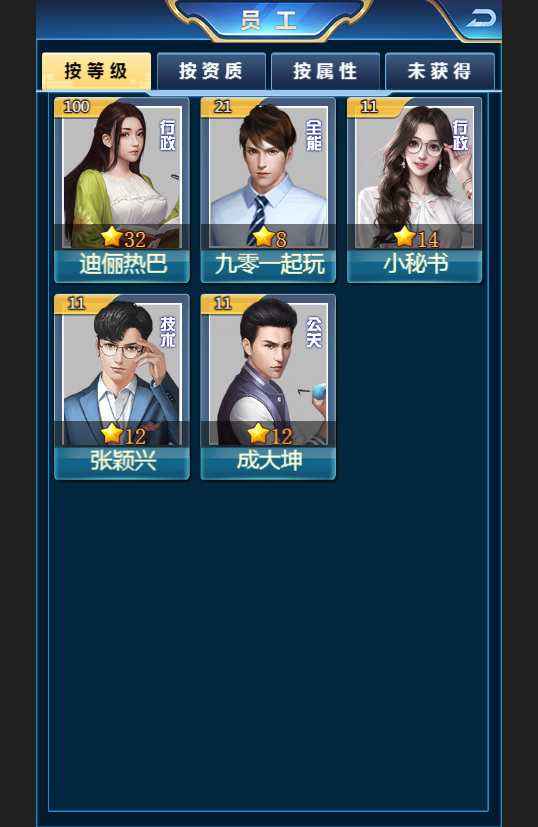 员工
按等级 按资质 按属性 未获得
100 行政 32 迪俪热巴
21 全能 8 九零一起玩
11 行政 14 小秘书
11 技术 12 张颖兴
11 公关 12 成大坤